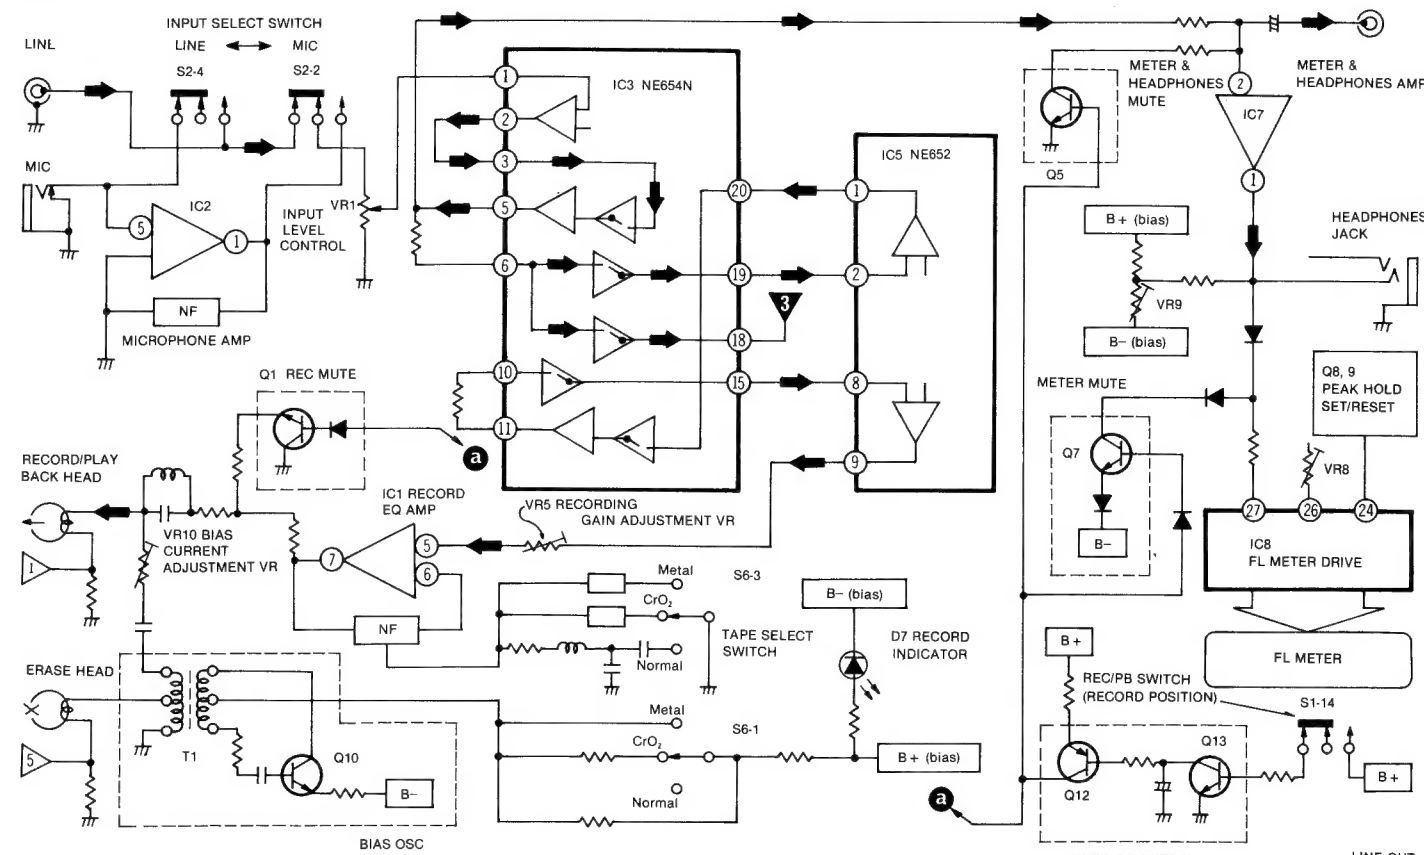 INPUT SELECT SWITCH
LINE
LINE MIC
S2-4 S2-2
MIC
IC2
5
1
INPUT
LEVEL
CONTROL
VR1
NF
MICROPHONE AMP
IC3 NE654N
1
2
3
5
6
10
11
20
19
18
15
3
IC5 NE652
1
2
8
9
METER &
HEADPHONES
MUTE
Q5
2
IC7
1
METER &
HEADPHONES AMP
B+ (bias)
VR9
B- (bias)
HEADPHONES
JACK
METER MUTE
Q7
B-
Q8, 9
PEAK HOLD
SET/RESET
VR8
27
26
24
IC8
FL METER DRIVE
FL METER
Q1 REC MUTE
a
RECORD/PLAY
BACK HEAD
1
VR10 BIAS
CURRENT
ADJUSTMENT VR
IC1 RECORD
EQ AMP
7
5
6
NF
VR5 RECORDING
GAIN ADJUSTMENT VR
Metal
S6-3
CrO2
TAPE SELECT
SWITCH
Normal
B- (bias)
D7 RECORD
INDICATOR
B+
REC/PB SWITCH
(RECORD POSITION)
S1-14
Q13
Q12
B+
a
ERASE HEAD
5
T1
Q10
B-
BIAS OSC
Metal
S6-1
CrO2
Normal
B+ (bias)